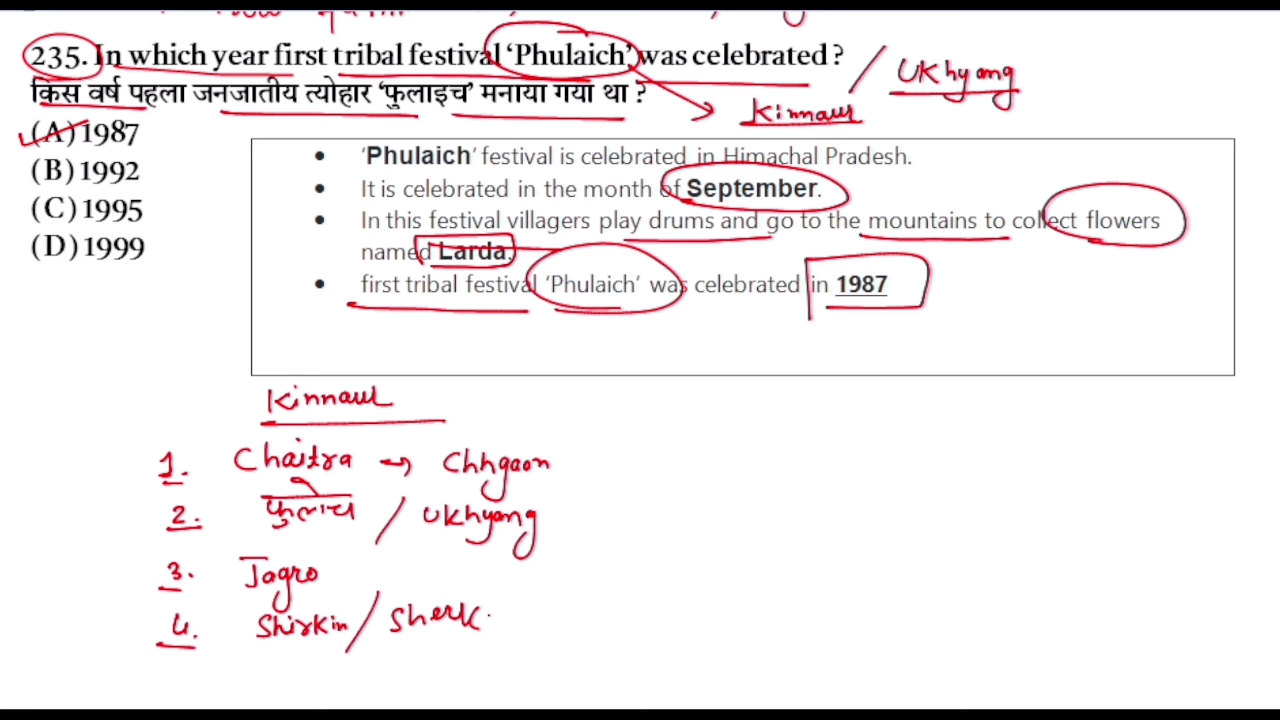 235. In which year first tribal festival ‘Phulaich’ was celebrated ?
/ Ukhyang
किस वर्ष पहला जनजातीय त्योहार ‘फुलाइच’ मनाया गया था ?
Kinnaur
(A) 1987
(B) 1992
(C) 1995
(D) 1999
• ‘Phulaich’ festival is celebrated in Himachal Pradesh.
• It is celebrated in the month of September.
• In this festival villagers play drums and go to the mountains to collect flowers
named Larda.
• first tribal festival ‘Phulaich’ was celebrated in 1987
Kinnaur
1. Chaitra → Chhgaon
2. फुलाच / Ukhyang
3. Jagro
4. Shirkin / Sherk.